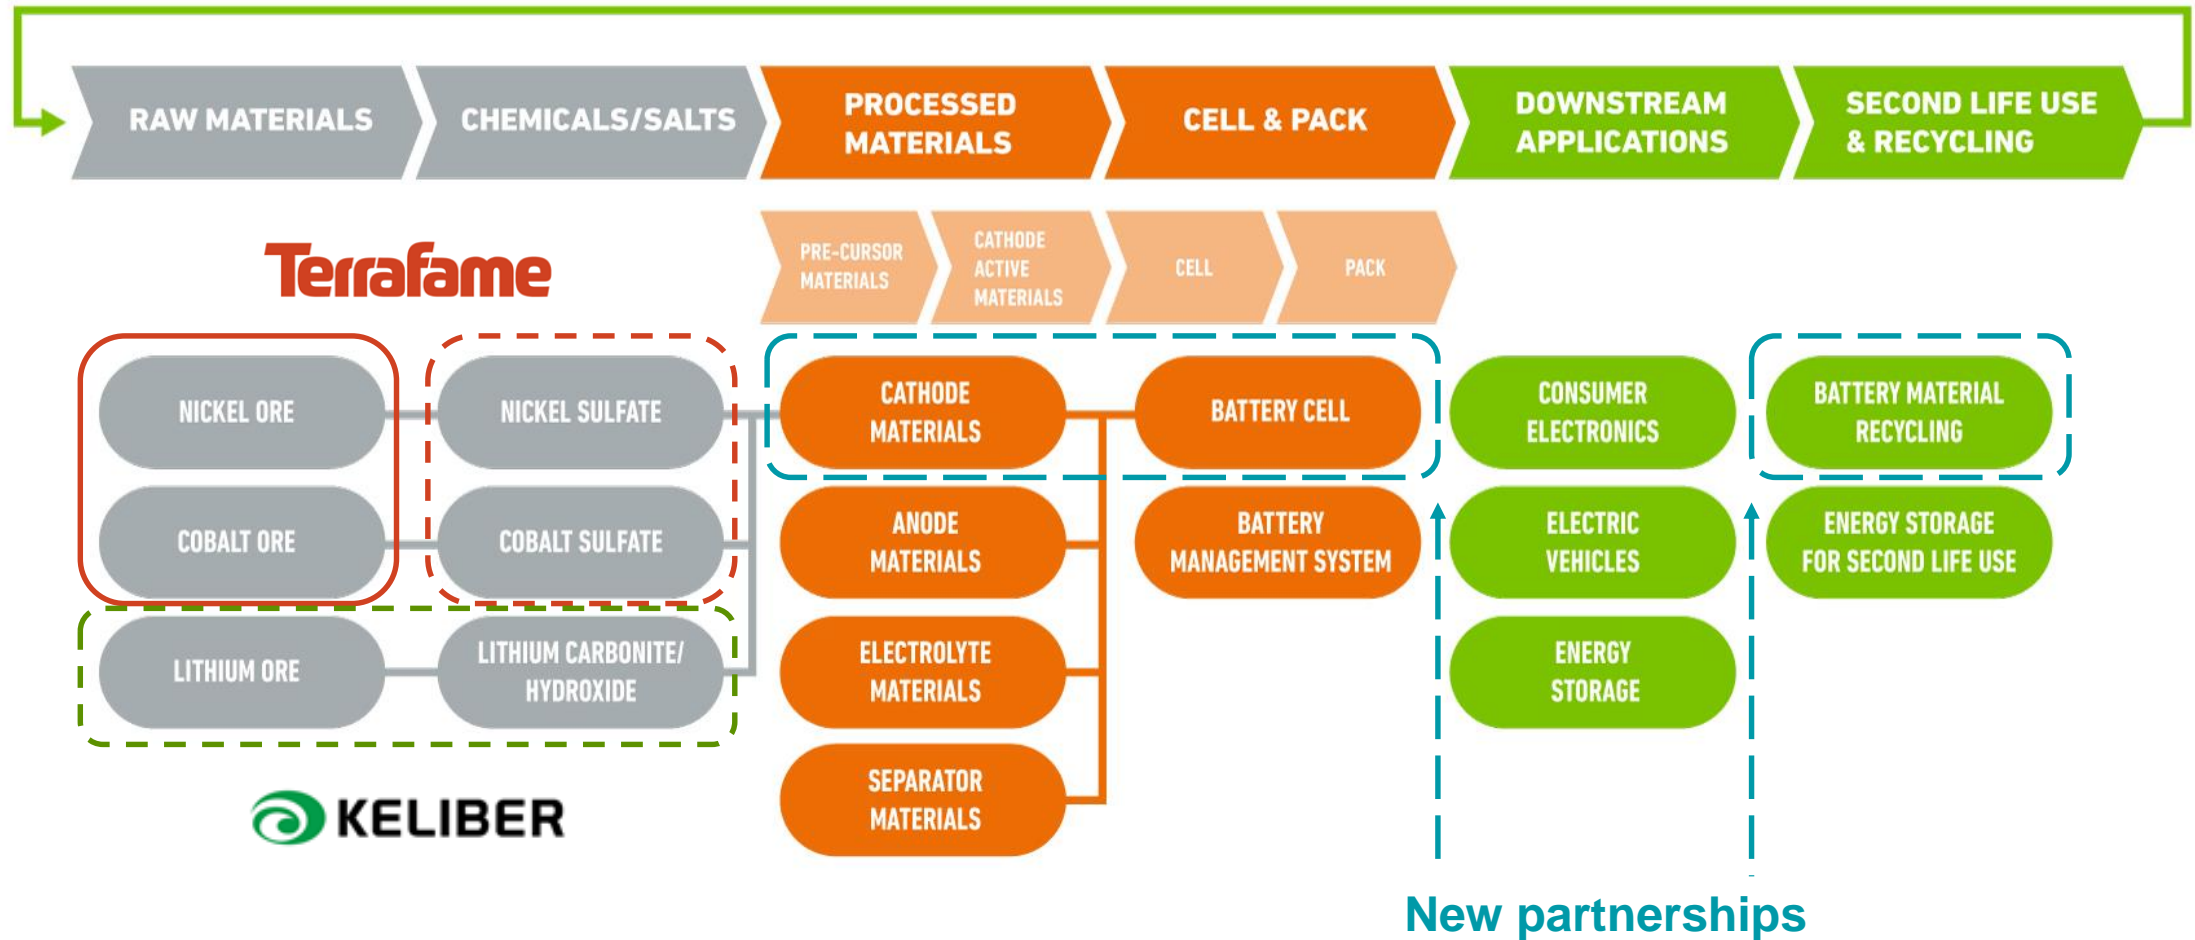 RAW MATERIALS
CHEMICALS/SALTS
PROCESSED
MATERIALS
CELL & PACK
DOWNSTREAM
APPLICATIONS
SECOND LIFE USE
& RECYCLING
Terrafame
PRE-CURSOR
MATERIALS
CATHODE
ACTIVE
MATERIALS
CELL
PACK
NICKEL ORE
NICKEL SULFATE
CATHODE
MATERIALS
BATTERY CELL
CONSUMER
ELECTRONICS
BATTERY MATERIAL
RECYCLING
COBALT ORE
COBALT SULFATE
ANODE
MATERIALS
BATTERY
MANAGEMENT SYSTEM
ELECTRIC
VEHICLES
ENERGY STORAGE
FOR SECOND LIFE USE
LITHIUM ORE
LITHIUM CARBONITE/
HYDROXIDE
ELECTROLYTE
MATERIALS
ENERGY
STORAGE
SEPARATOR
MATERIALS
KELIBER
New partnerships